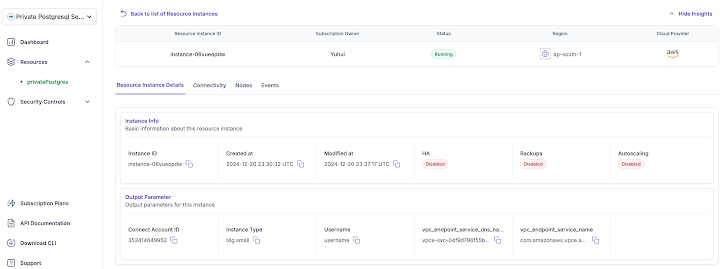 Private Postgresql Se...
Back to list of Resource Instances
Hide Insights
Dashboard
Resources
privatePostgres
Security Controls
Subscription Plans
API Documentation
Download CLI
Support
Resource Instance ID Subscription Owner Status Region Cloud Provider
instance-06vueopdw Yuhui Running ap-south-1 aws
Resource Instance Details Connectivity Nodes Events
Instance Info
Basic information about this resource instance
Instance ID Created at Modified at HA Backups Autoscaling
instance-06vueopdw 2024-12-20 23:30:32 UTC 2024-12-20 23:37:17 UTC Disabled Disabled Disabled
Output Parameter
Output parameters for this instance
Connect Account ID Instance Type Username vpc_endpoint_service_dns_na... vpc_endpoint_service_name
353414649952 t4g.small username vpce-svc-04f9d796f55b... com.amazonaws.vpce.a...